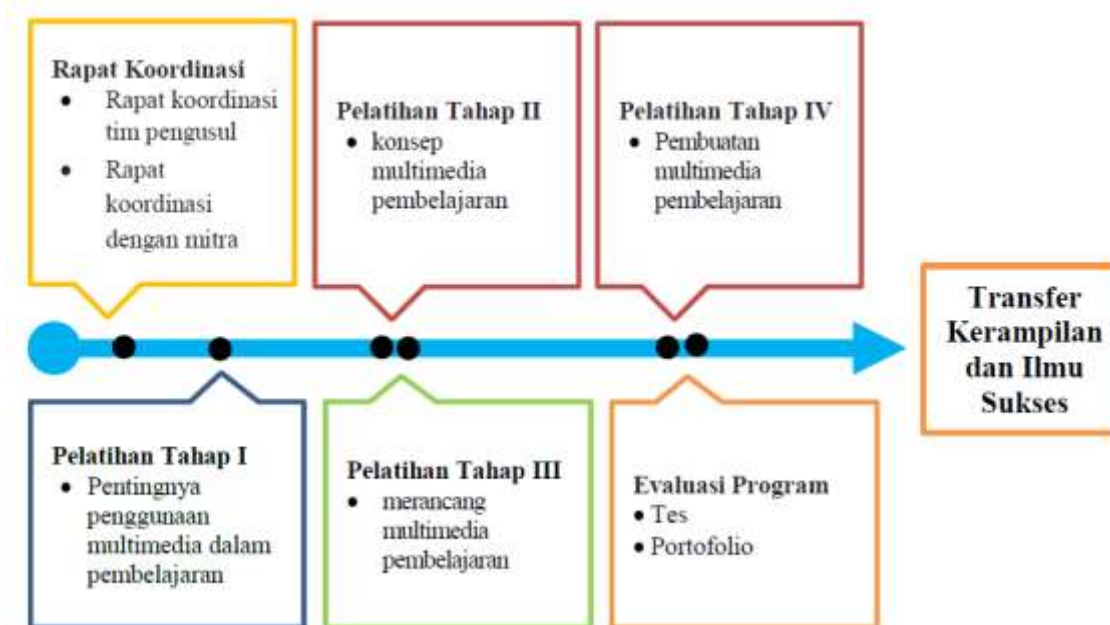 Rapat Koordinasi
• Rapat koordinasi
tim pengusul
• Rapat
koordinasi
dengan mitra
Pelatihan Tahap II
• konsep
multimedia
pembelajaran
Pelatihan Tahap IV
• Pembuatan
multimedia
pembelajaran
Transfer
Kerampilan
dan Ilmu
Sukses
Pelatihan Tahap I
• Pentingnya
penggunaan
multimedia dalam
pembelajaran
Pelatihan Tahap III
• merancang
multimedia
pembelajaran
Evaluasi Program
• Tes
• Portofolio